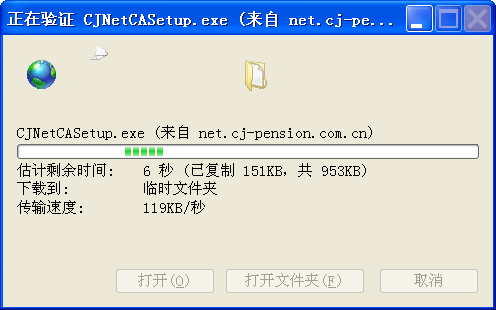 正在验证 CJNetCASetup.exe (来自 net.cj-pe...
CJNetCASetup.exe (来自 net.cj-pension.com.cn)
估计剩余时间: 6 秒 (已复制 151KB, 共 953KB)
下载到: 临时文件夹
传输速度: 119KB/秒
打开(O) 打开文件夹(F) 取消